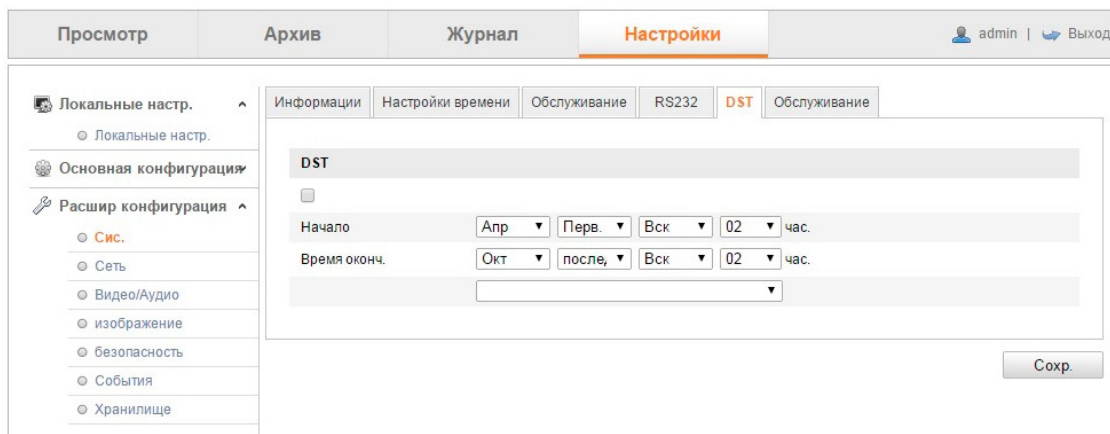 Просмотр Архив Журнал Настройки admin | Выход
Локальные настр.
Локальные настр.
Основная конфигурация
Расшир конфигурация
Сис.
Сеть
Видео/Аудио
изображение
безопасность
События
Хранилище
Информации Настройки времени Обслуживание RS232 DST Обслуживание
DST
Начало Апр Перв. Вск 02 час.
Время оконч. Окт после, Вск 02 час.
Сохр.